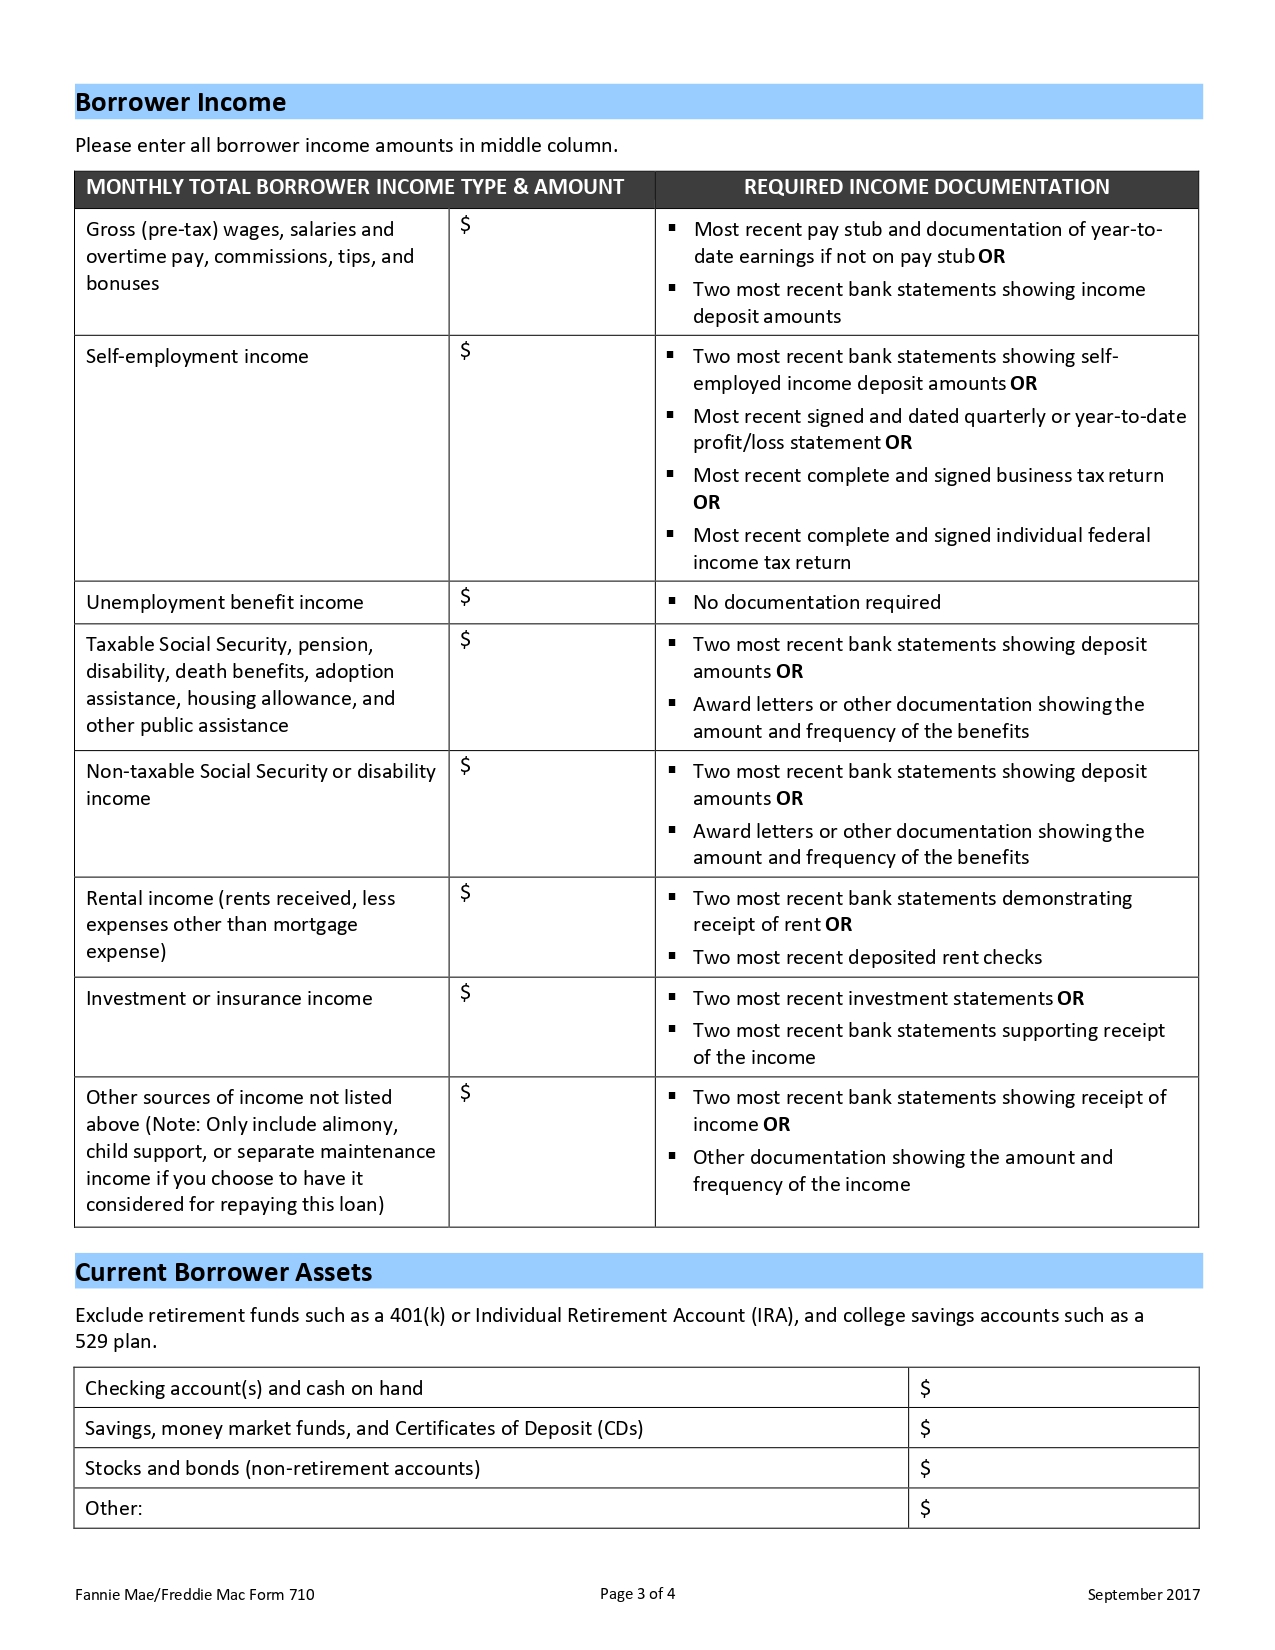 Borrower Income
Please enter all borrower income amounts in middle column.
MONTHLY TOTAL BORROWER INCOME TYPE & AMOUNT
REQUIRED INCOME DOCUMENTATION
Gross (pre-tax) wages, salaries and
overtime pay, commissions, tips, and
bonuses
$
▪ Most recent pay stub and documentation of year-to-
date earnings if not on pay stub OR
▪ Two most recent bank statements showing income
deposit amounts
Self-employment income
$
▪ Two most recent bank statements showing self-
employed income deposit amounts OR
▪ Most recent signed and dated quarterly or year-to-date
profit/loss statement OR
▪ Most recent complete and signed business tax return
OR
▪ Most recent complete and signed individual federal
income tax return
Unemployment benefit income
$
▪ No documentation required
Taxable Social Security, pension,
disability, death benefits, adoption
assistance, housing allowance, and
other public assistance
$
▪ Two most recent bank statements showing deposit
amounts OR
▪ Award letters or other documentation showing the
amount and frequency of the benefits
Non-taxable Social Security or disability
income
$
▪ Two most recent bank statements showing deposit
amounts OR
▪ Award letters or other documentation showing the
amount and frequency of the benefits
Rental income (rents received, less
expenses other than mortgage
expense)
$
▪ Two most recent bank statements demonstrating
receipt of rent OR
▪ Two most recent deposited rent checks
Investment or insurance income
$
▪ Two most recent investment statements OR
▪ Two most recent bank statements supporting receipt
of the income
Other sources of income not listed
above (Note: Only include alimony,
child support, or separate maintenance
income if you choose to have it
considered for repaying this loan)
$
▪ Two most recent bank statements showing receipt of
income OR
▪ Other documentation showing the amount and
frequency of the income
Current Borrower Assets
Exclude retirement funds such as a 401(k) or Individual Retirement Account (IRA), and college savings accounts such as a
529 plan.
Checking account(s) and cash on hand
$
Savings, money market funds, and Certificates of Deposit (CDs)
$
Stocks and bonds (non-retirement accounts)
$
Other:
$
Fannie Mae/Freddie Mac Form 710
Page 3 of 4
September 2017